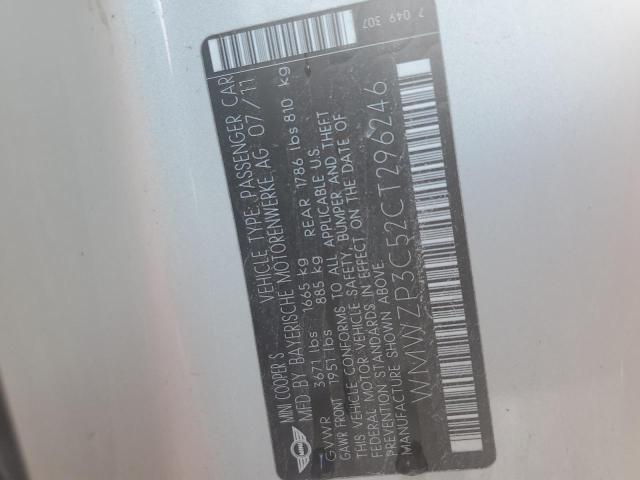 7 049 307
MINI COOPER S VEHICLE TYPE: PASSENGER CAR
MFD BY BAYERISCHE MOTORENWERKE AG 07/11
GVWR 3671 lbs 1665 kg REAR 1786 lbs 810 kg
GAWR FRONT 1951 lbs 885 kg
THIS VEHICLE CONFORMS TO ALL APPLICABLE U.S.
FEDERAL MOTOR VEHICLE SAFETY, BUMPER AND THEFT
PREVENTION STANDARDS IN EFFECT ON THE DATE OF
MANUFACTURE SHOWN ABOVE.
WMWZP3C52CT296246